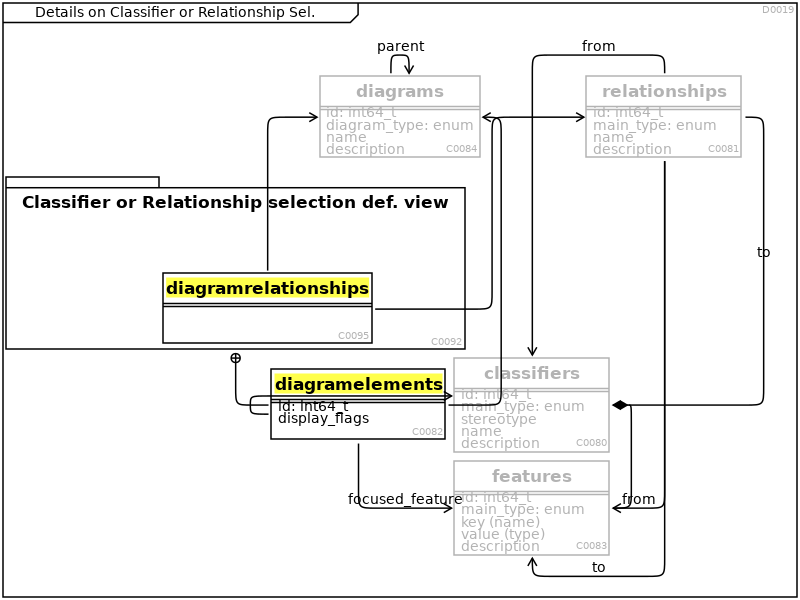 Details on Classifier or Relationship Sel.
D0019
parent
from
diagrams
id: int64_t
diagram_type: enum
name
description
C0084
relationships
id: int64_t
main_type: enum
name
description
C0081
Classifier or Relationship selection def. view
to
diagramrelationships
C0095
C0092
diagramelements
id: int64_t
display_flags
C0082
classifiers
id: int64_t
main_type: enum
stereotype
name
description
C0080
features
id: int64_t
main_type: enum
key (name)
value (type)
description
C0083
focused_feature
from
to